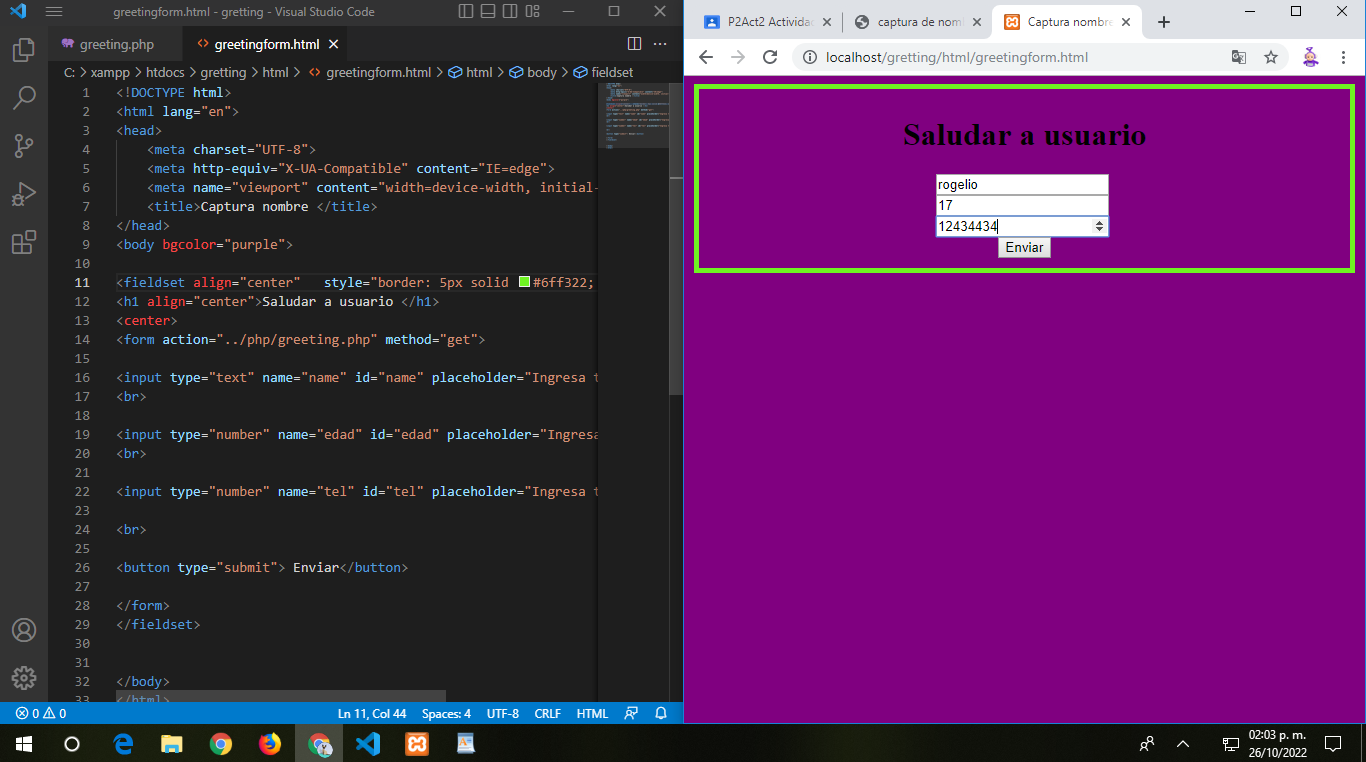 greetingform.html - gretting - Visual Studio Code
greeting.php
greetingform.html
C: > xampp > htdocs > gretting > html > greetingform.html > html > body > fieldset
1 <!DOCTYPE html>
2 <html lang="en">
3 <head>
4 <meta charset="UTF-8">
5 <meta http-equiv="X-UA-Compatible" content="IE=edge">
6 <meta name="viewport" content="width=device-width, initial-
7 <title>Captura nombre </title>
8 </head>
9 <body bgcolor="purple">
10
11 <fieldset align="center" style="border: 5px solid #6ff322;
12 <h1 align="center">Saludar a usuario </h1>
13 <center>
14 <form action="../php/greeting.php" method="get">
15
16 <input type="text" name="name" id="name" placeholder="Ingresa t
17 <br>
18
19 <input type="number" name="edad" id="edad" placeholder="Ingresa
20 <br>
21
22 <input type="number" name="tel" id="tel" placeholder="Ingresa t
23
24 <br>
25
26 <button type="submit"> Enviar</button>
27
28 </form>
29 </fieldset>
30
31
32 </body>
33 </html>
0 0
Ln 11, Col 44 Spaces: 4 UTF-8 CRLF HTML
P2Act2 Actividad
captura de nom
Captura nombre
localhost/gretting/html/greetingform.html
Saludar a usuario
rogelio
17
12434434
Enviar
02:03 p. m.
26/10/2022